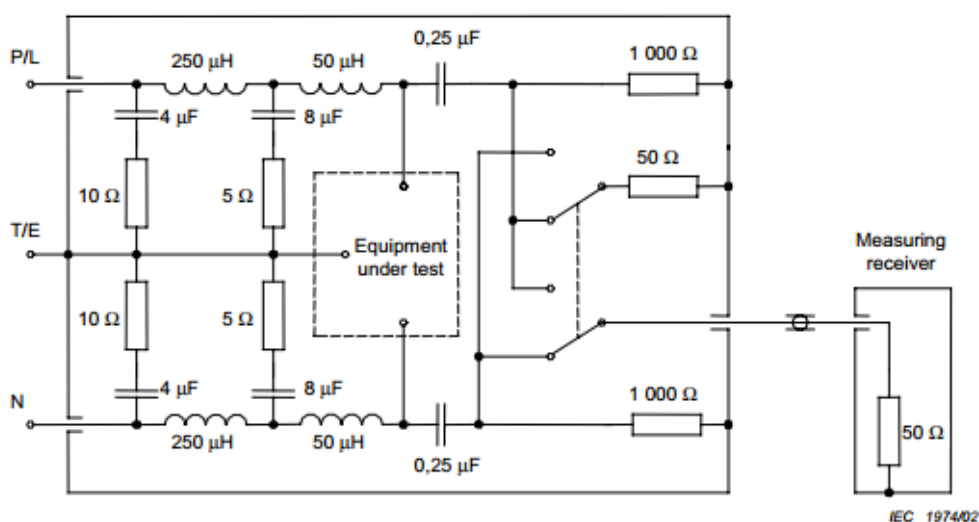 0,25 μF
1 000 Ω
P/L
250 μH
50 μH
4 μF
8 μF
50 Ω
10 Ω
5 Ω
T/E
Equipment
under test
Measuring
receiver
10 Ω
5 Ω
4 μF
8 μF
N
1 000 Ω
250 μH
50 μH
0,25 μF
50 Ω
IEC 1974/02